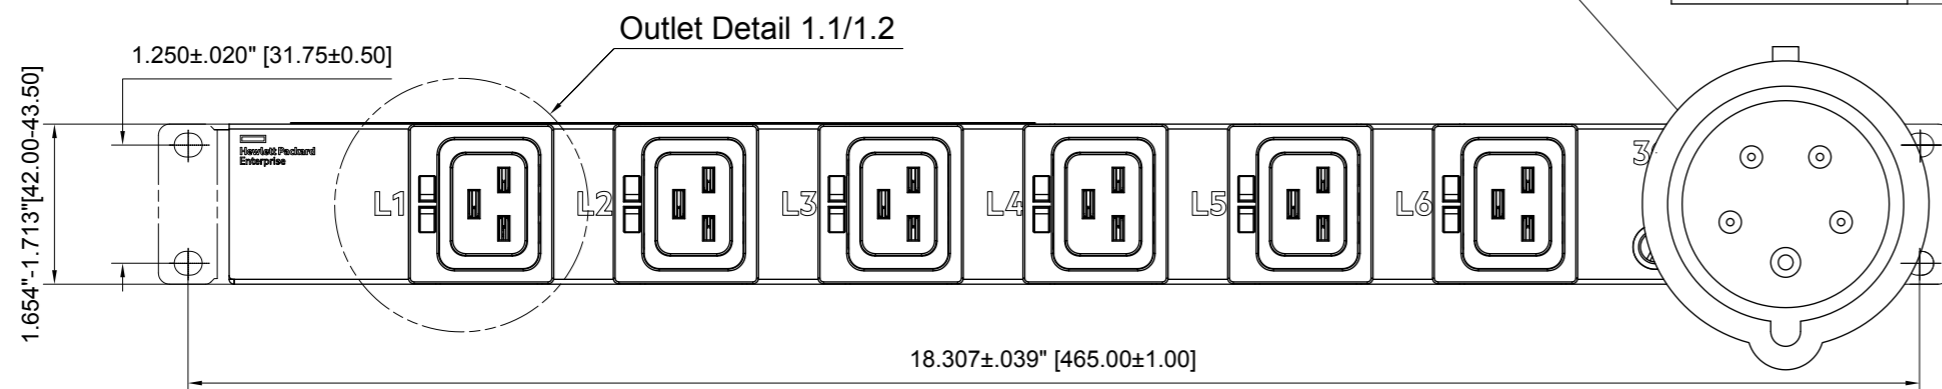 Outlet Detail 1.1/1.2
1.250±.020" [31.75±0.50]
1.654"-1.713"[42.00-43.50]
Hewlett Packard
Enterprise
L1
L2
L3
L4
L5
L6
18.307±.039" [465.00±1.00]